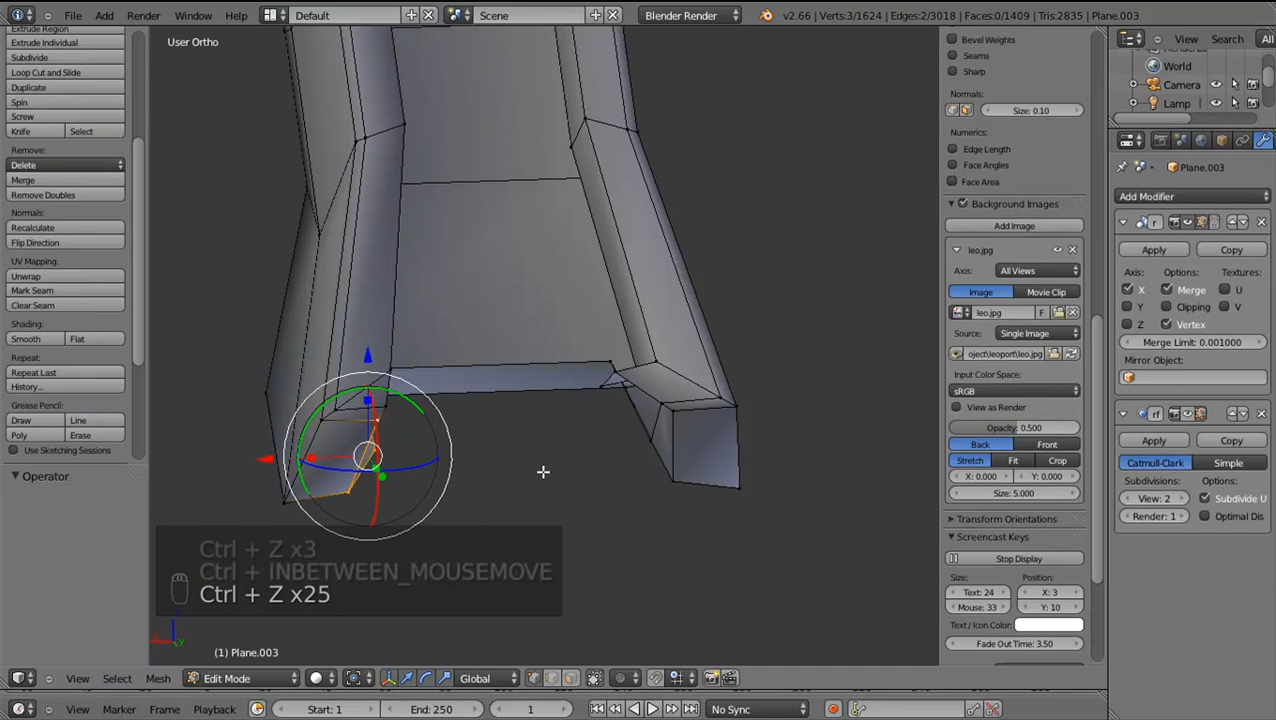 File Add Render Window Help Default Scene Blender Render v2.66 | Verts:3/1624 | Edges:2/3018 | Faces:0/1409 | Tris:2835 | Plane.003
View Search All
World
Camera
Lamp
Plane.003
Add Modifier
Apply Copy
Axis: Options: Textures:
X Merge U
Y Clipping V
Z Vertex
Merge Limit: 0.001000
Mirror Object:
Apply Copy
Catmull-Clark Simple
Subdivisions: Options:
View: 2 Subdivide U
Render: 1 Optimal Dis
Extrude Region
Extrude Individual
Subdivide
Loop Cut and Slide
Duplicate
Spin
Screw
Knife Select
Remove:
Delete
Merge
Remove Doubles
Normals:
Recalculate
Flip Direction
UV Mapping:
Unwrap
Mark Seam
Clear Seam
Shading:
Smooth Flat
Repeat:
Repeat Last
History...
Grease Pencil:
Draw Line
Poly Erase
Use Sketching Sessions
Operator
User Ortho
Ctrl + Z x3
Ctrl + INBETWEEN_MOUSEMOVE
Ctrl + Z x25
(1) Plane.003
Bevel Weights
Seams
Sharp
Normals:
Size: 0.10
Numerics:
Edge Length
Face Angles
Face Area
Background Images
Add Image
leo.jpg
Axis: All Views
Image Movie Clip
leo.jpg F
Source: Single Image
oject\leoport\leo.jpg
Input Color Space:
sRGB
View as Render
Opacity: 0.500
Back Front
Stretch Fit Crop
X: 0.000 Y: 0.000
Size: 5.000
Transform Orientations
Screencast Keys
Stop Display
Size: Position:
Text: 24 X: 3
Mouse: 33 Y: 10
Text / Icon Color:
Fade Out Time: 3.50
View Select Mesh Edit Mode Global
View Marker Frame Playback Start: 1 End: 250 1 No Sync